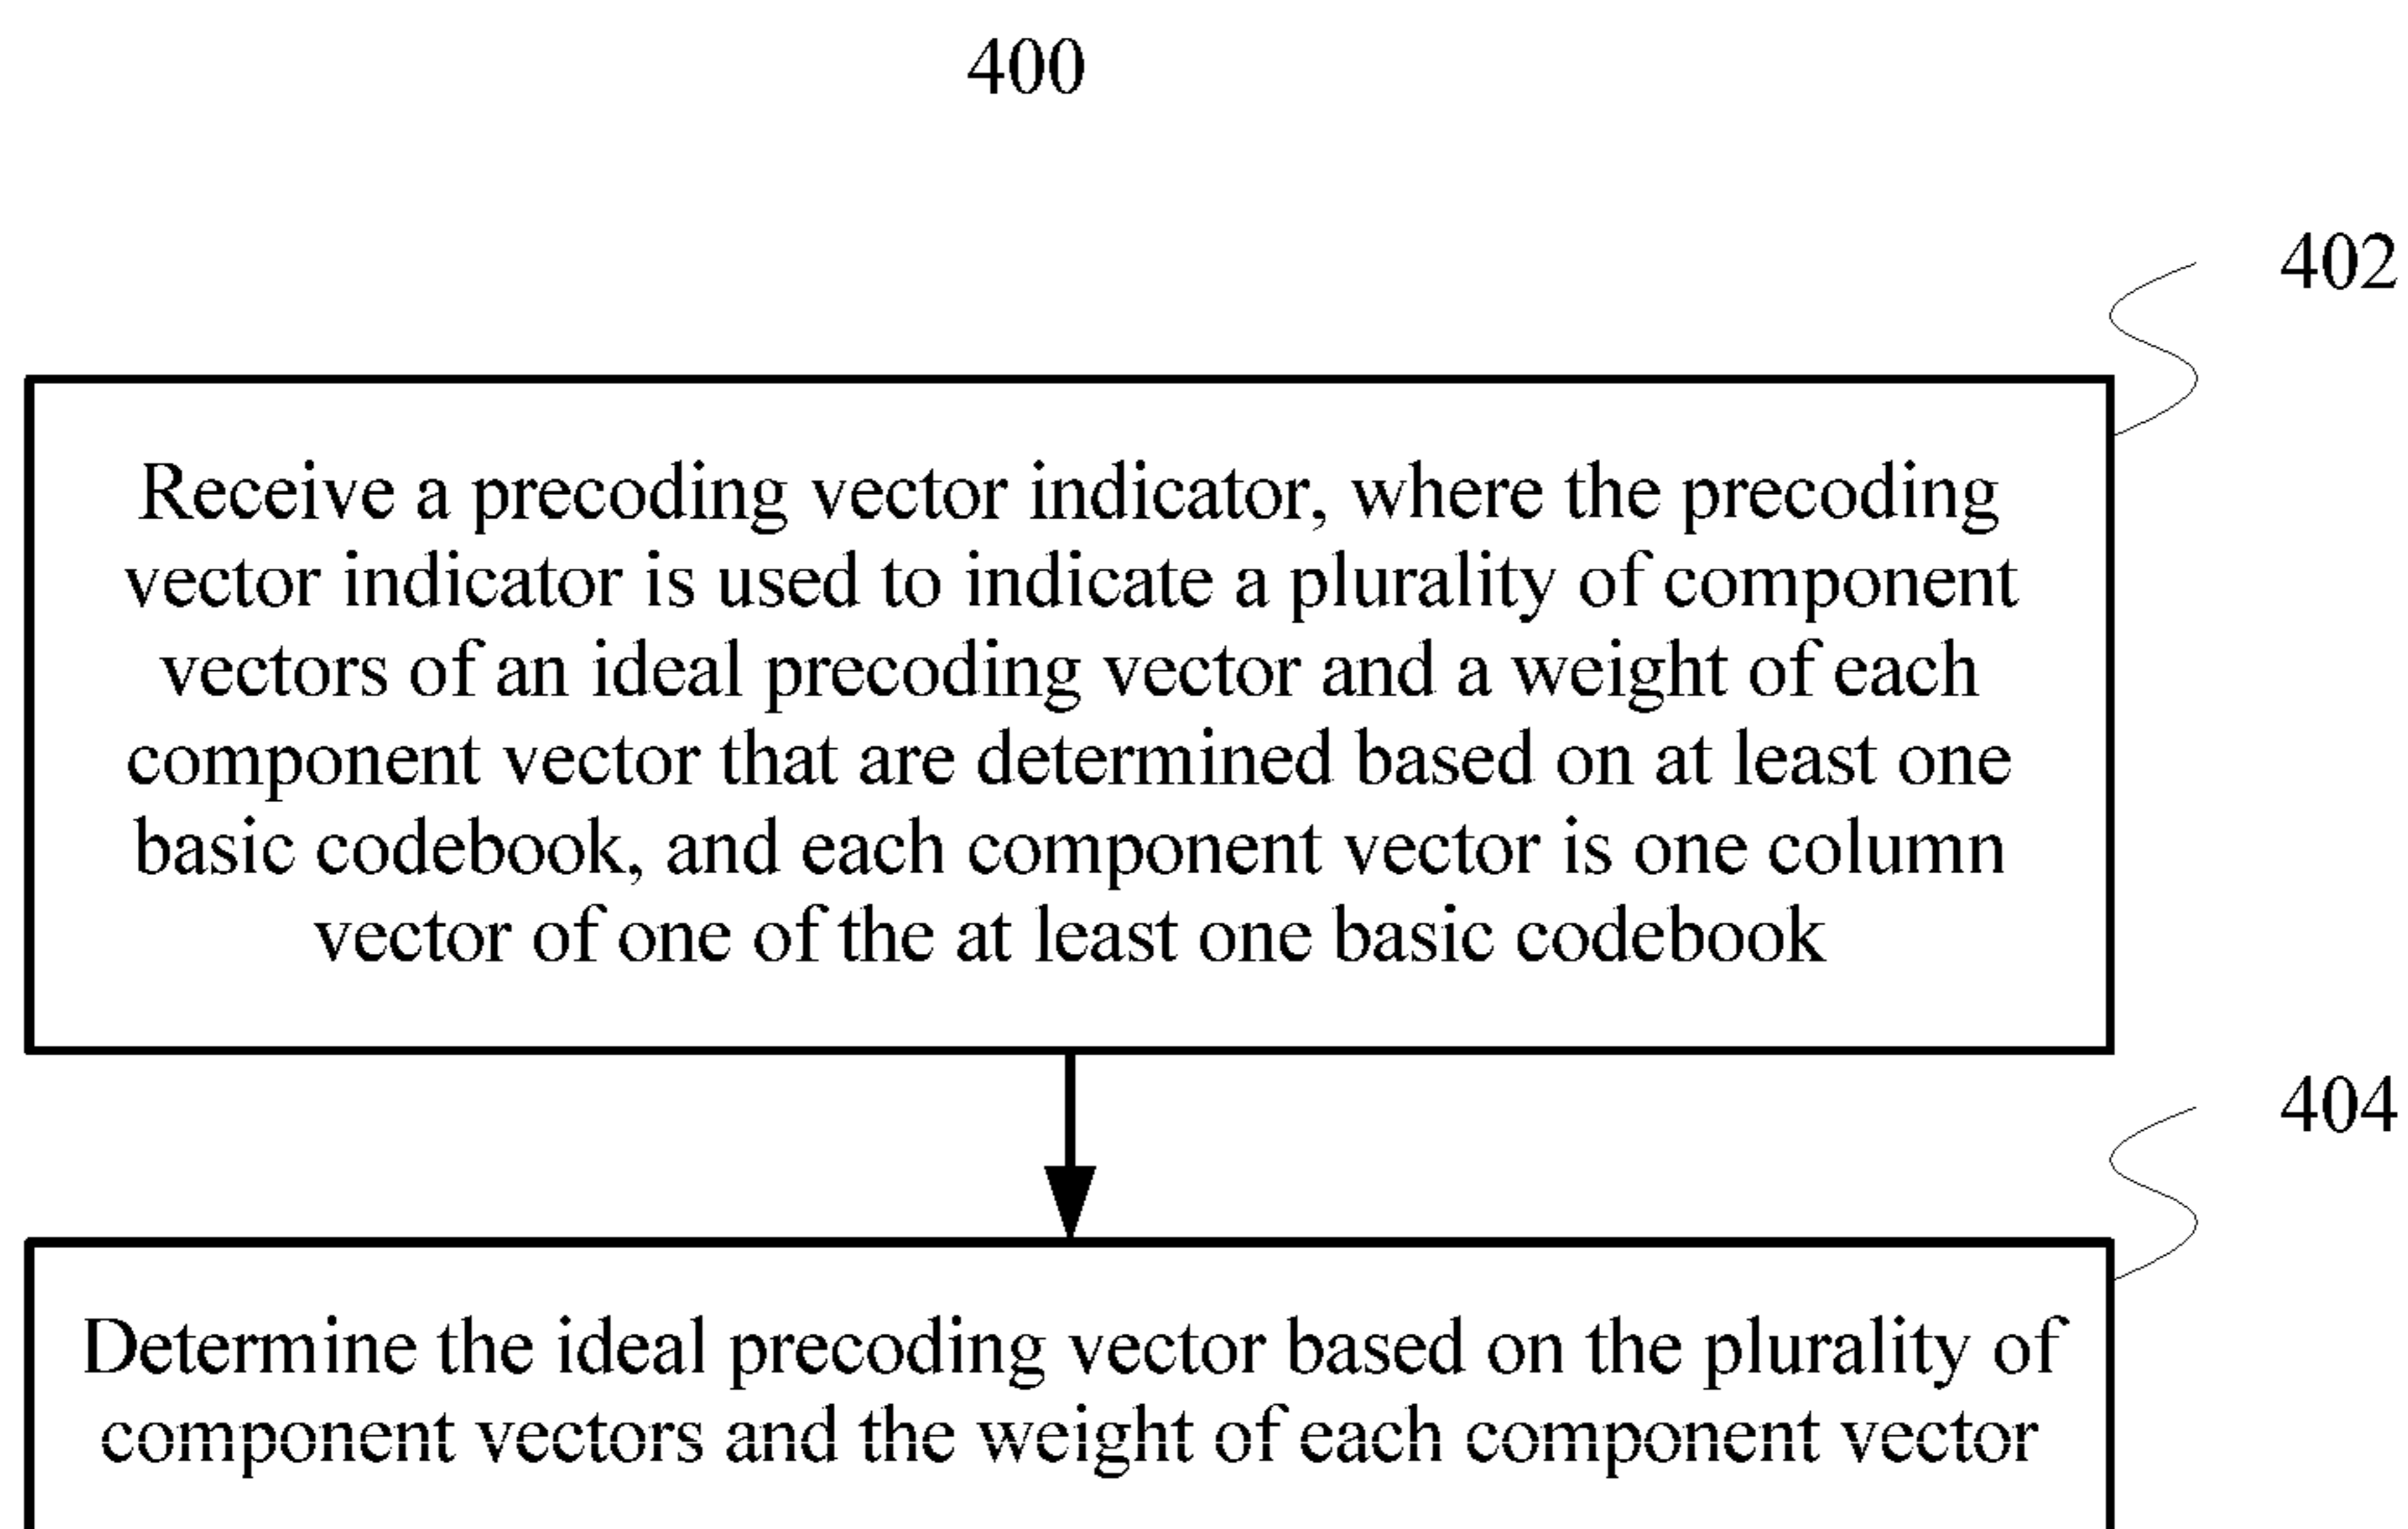 400
402
Receive a precoding vector indicator, where the precoding
vector indicator is used to indicate a plurality of component
vectors of an ideal precoding vector and a weight of each
component vector that are determined based on at least one
basic codebook, and each component vector is one column
vector of one of the at least one basic codebook
404
Determine the ideal precoding vector based on the plurality of
component vectors and the weight of each component vector